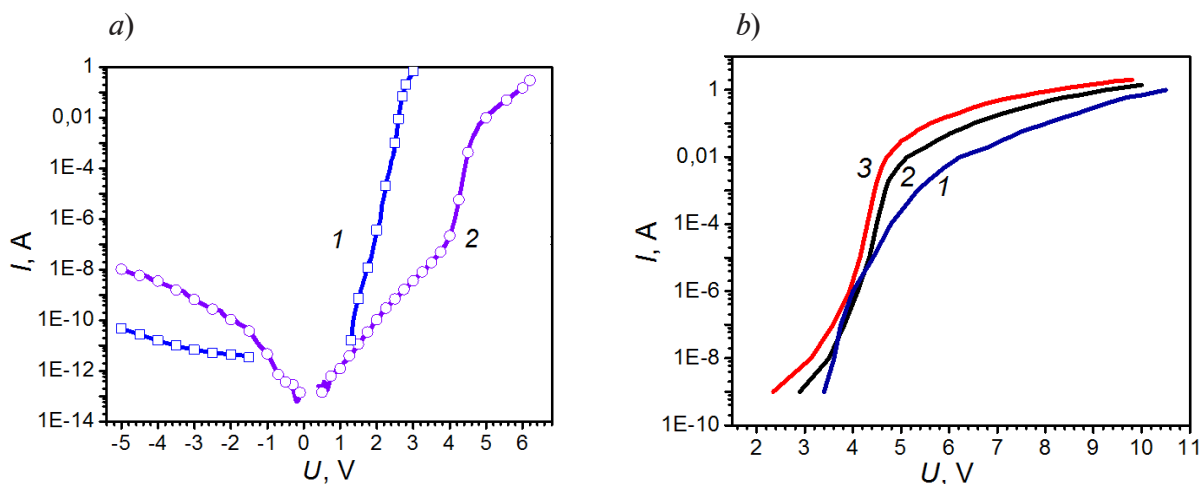 a)
1
0,01
1E-4
1E-6
1E-8
1E-10
1E-12
1E-14
I, A
1
2
-5 -4 -3 -2 -1 0 1 2 3 4 5 6
U, V
b)
1
0,01
1E-4
1E-6
1E-8
1E-10
I, A
3
2
1
2 3 4 5 6 7 8 9 10 11
U, V